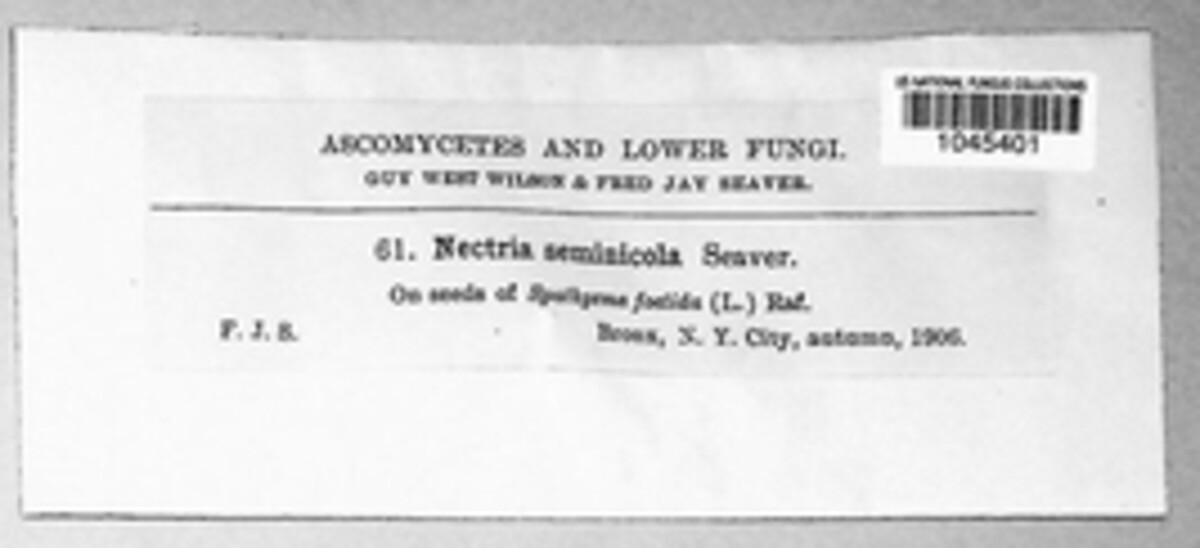 US NATIONAL FUNGUS COLLECTIONS
1045401
ASCOMYCETES AND LOWER FUNGI.
GUY WEST WILSON & FRED JAY SEAVER.
61. Nectria seminicola Seaver.
On seeds of Spathyema foetida (L.) Raf.
F. J. S.
Bronx, N. Y. City, autumn, 1906.